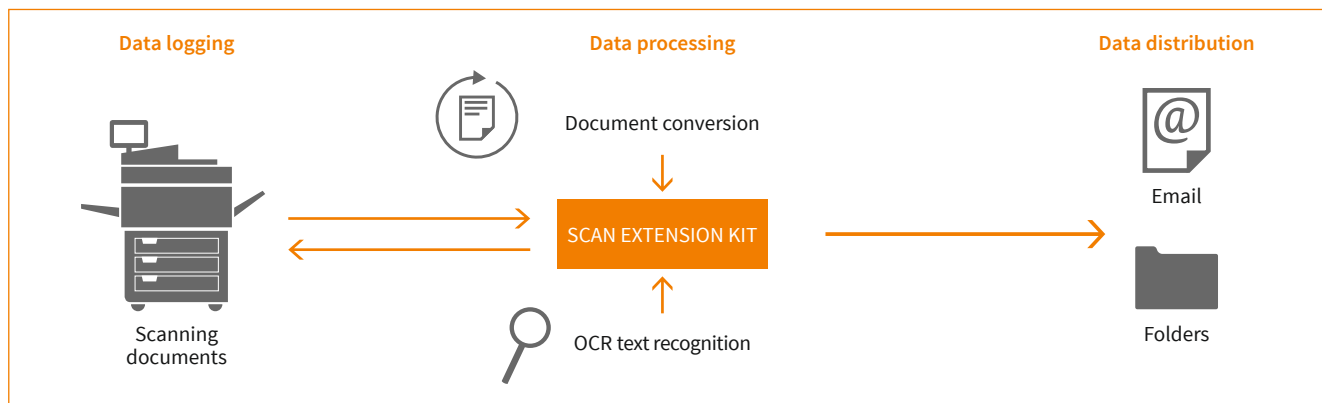 Data logging
Data processing
Data distribution
Document conversion
@
Email
SCAN EXTENSION KIT
Scanning
documents
OCR text recognition
Folders